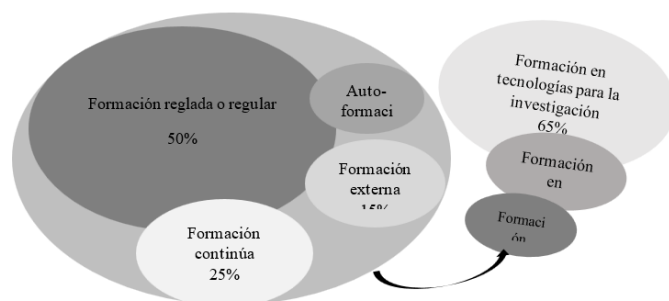 Formación reglada o regular
50%
Auto-
formaci
Formación
externa
15%
Formación
continúa
25%
Formación en
tecnologías para la
investigación
65%
Formación
en
Formaci
ón